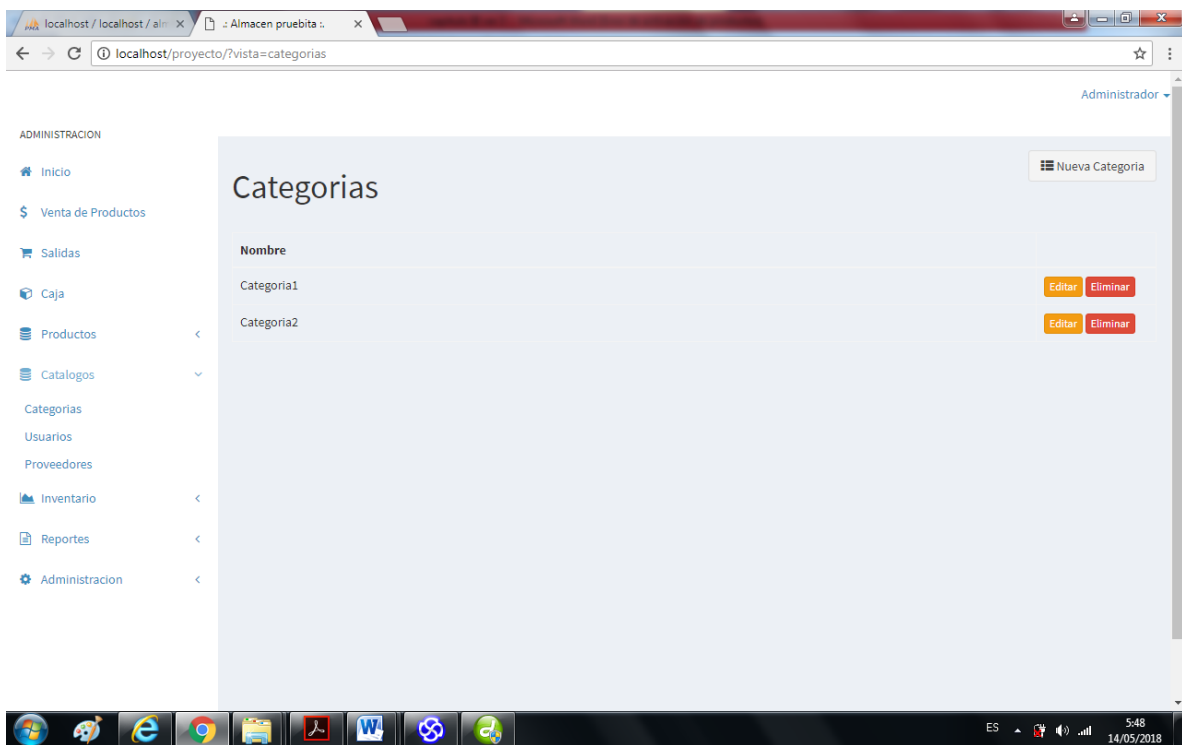 localhost / localhost / alm
.: Almacen pruebita :.
localhost/proyecto/?vista=categorias
Administrador
ADMINISTRACION
Inicio
Venta de Productos
Salidas
Caja
Productos
Catalogos
Categorias
Usuarios
Proveedores
Inventario
Reportes
Administracion
Nueva Categoria
Categorias
Nombre
Categoria1 Editar Eliminar
Categoria2 Editar Eliminar
ES
5:48
14/05/2018